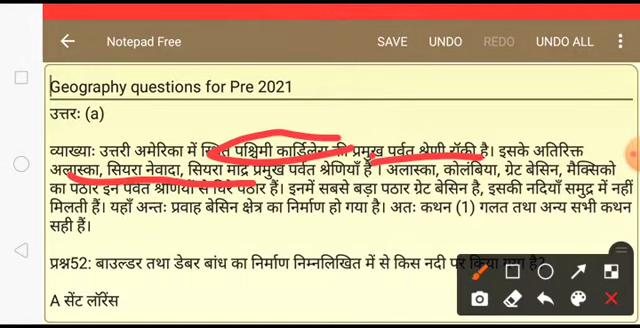 Notepad Free SAVE UNDO REDO UNDO ALL
Geography questions for Pre 2021
उत्तरः (a)
व्याख्याः उत्तरी अमेरिका में स्थित पश्चिमी कार्डिलेरा की प्रमुख पर्वत श्रेणी रॉकी है। इसके अतिरिक्त
अलास्का, सियरा नेवादा, सियरा माद्रे प्रमुख पर्वत श्रेणियाँ है। अलास्का, कोलंबिया, ग्रेट बेसिन, मैक्सिको
का पठार इन पर्वत श्रेणियों से घिरे पठार हैं। इनमें सबसे बड़ा पठार ग्रेट बेसिन है, इसकी नदियाँ समुद्र में नहीं
मिलती हैं। यहाँ अन्तः प्रवाह बेसिन क्षेत्र का निर्माण हो गया है। अतः कथन (1) गलत तथा अन्य सभी कथन
सही हैं।
प्रश्न52: बाउल्डर तथा डेबर बांध का निर्माण निम्नलिखित में से किस नदी पर किया गया है?
A सेंट लॉरेंस